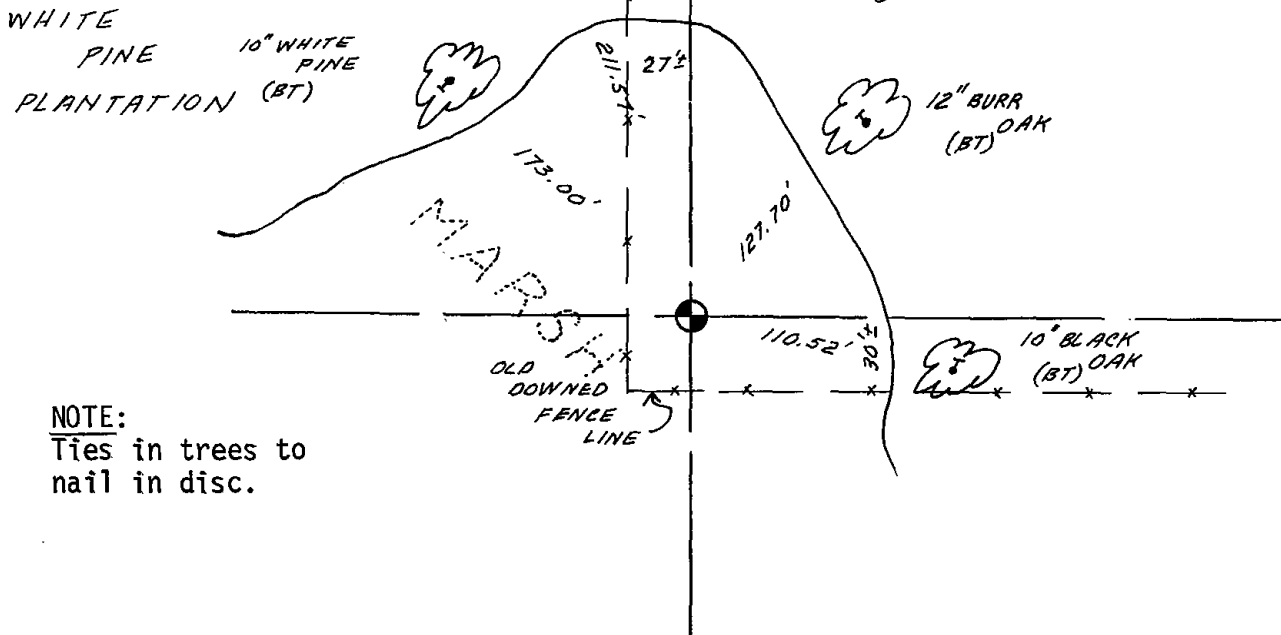 WHITE
PINE
PLANTATION
10" WHITE
PINE
(BT)
211.57'
27'±
12" BURR
OAK
(BT)
173.00'
127.70'
MARSH
110.52'
30'±
10" BLACK
OAK
(BT)
OLD
DOWNED
FENCE
LINE
NOTE:
Ties in trees to
nail in disc.